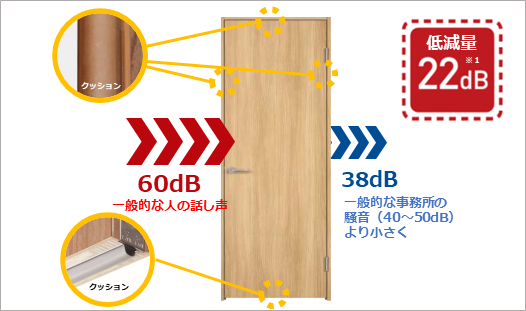 クッション
低減量
※1
22dB
60dB
一般的な人の話し声
38dB
一般的な事務所の
騒音（40～50dB）
より小さく
クッション